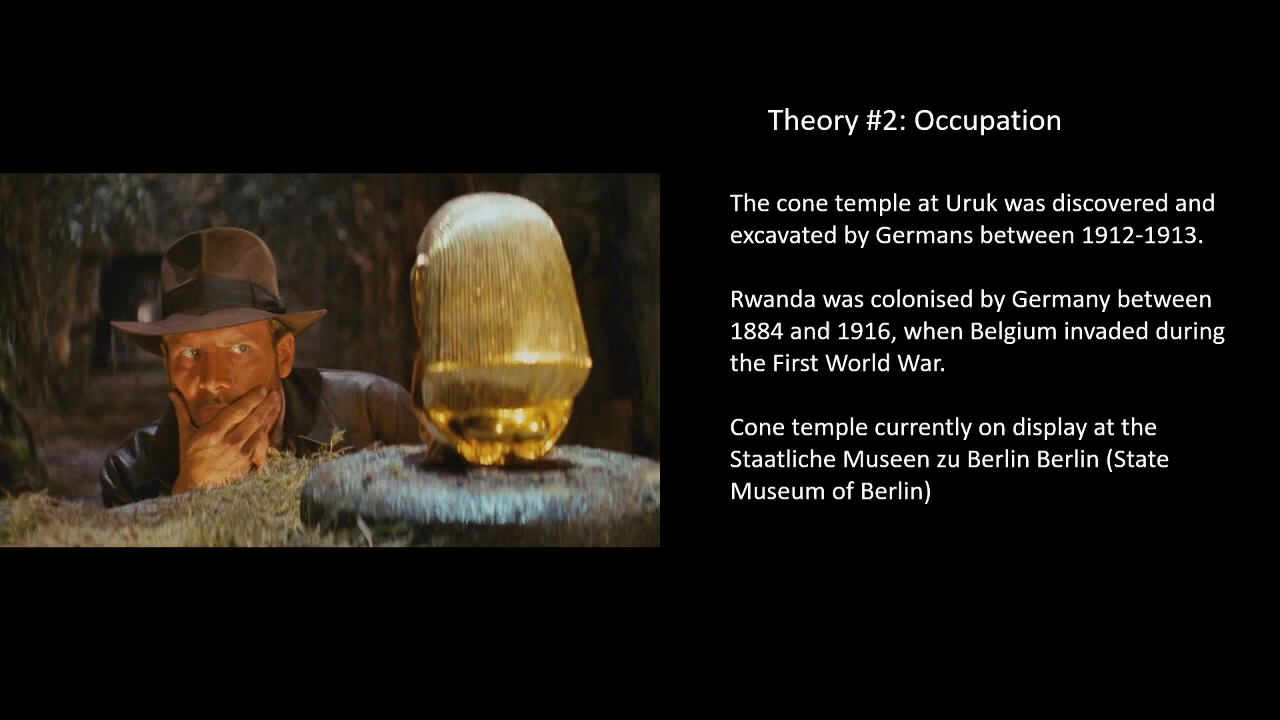 Theory #2: Occupation
The cone temple at Uruk was discovered and
excavated by Germans between 1912-1913.
Rwanda was colonised by Germany between
1884 and 1916, when Belgium invaded during
the First World War.
Cone temple currently on display at the
Staatliche Museen zu Berlin Berlin (State
Museum of Berlin)